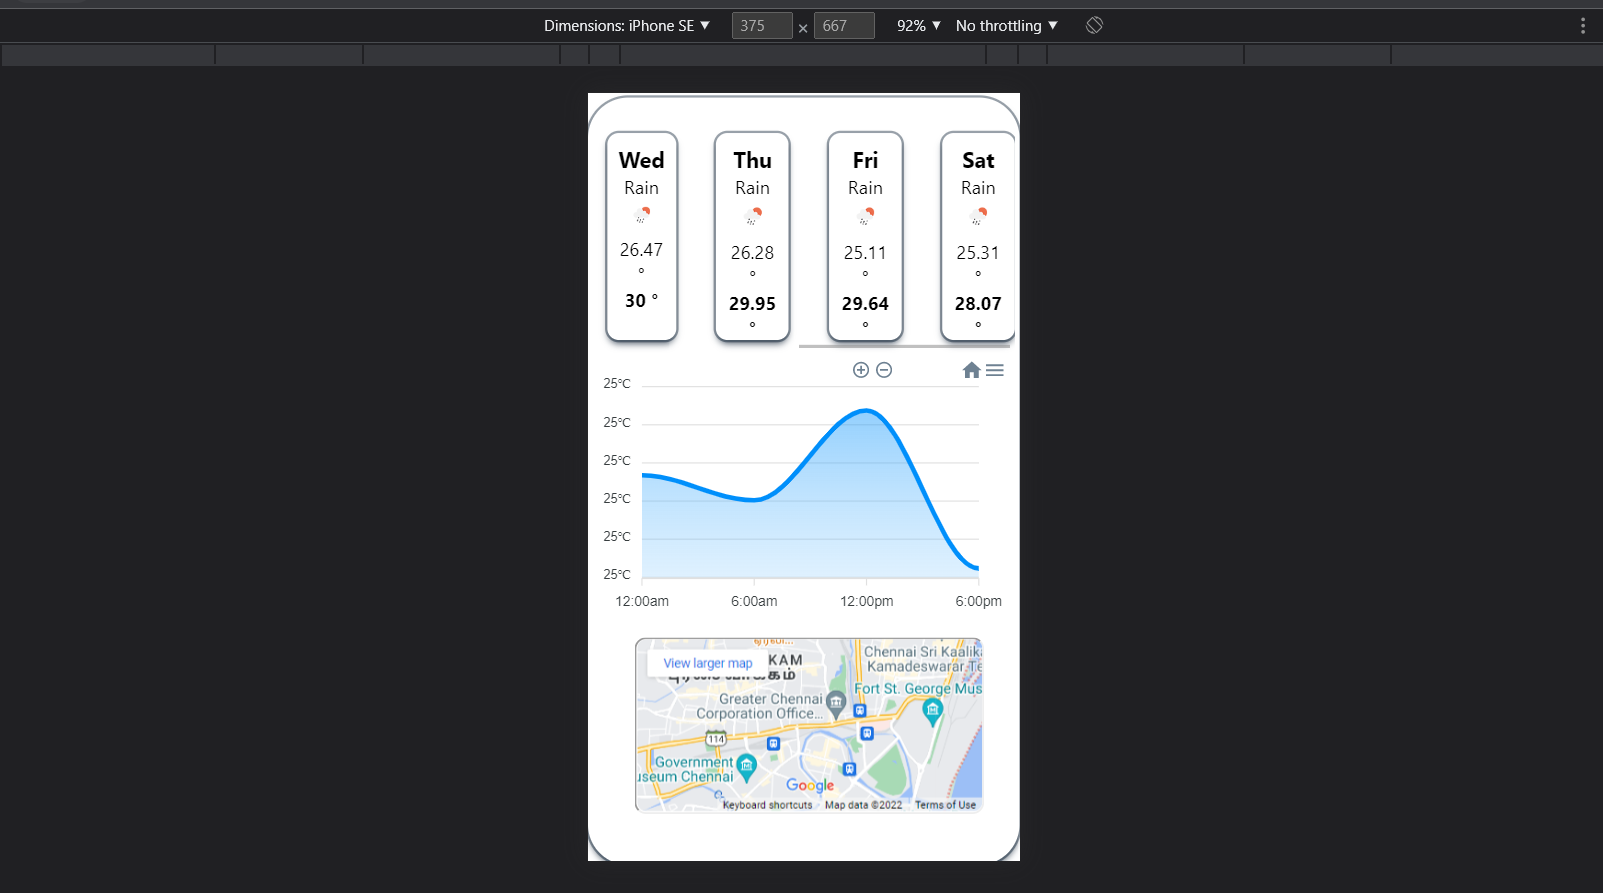 Dimensions: iPhone SE ▼ 375 × 667 92% ▼ No throttling ▼
Wed Thu Fri Sat
Rain Rain Rain Rain
26.47 26.28 25.11 25.31
° ° ° °
30 ° 29.95 29.64 28.07
° ° °
25°C
25°C
25°C
25°C
25°C
25°C
12:00am 6:00am 12:00pm 6:00pm
View larger map
KAM
Chennai Sri Kaalik
Kamadeswarar Te
Fort St. George Mus
Greater Chennai
Corporation Office...
114
Government
useum Chennai
Google
Keyboard shortcuts Map data ©2022 Terms of Use